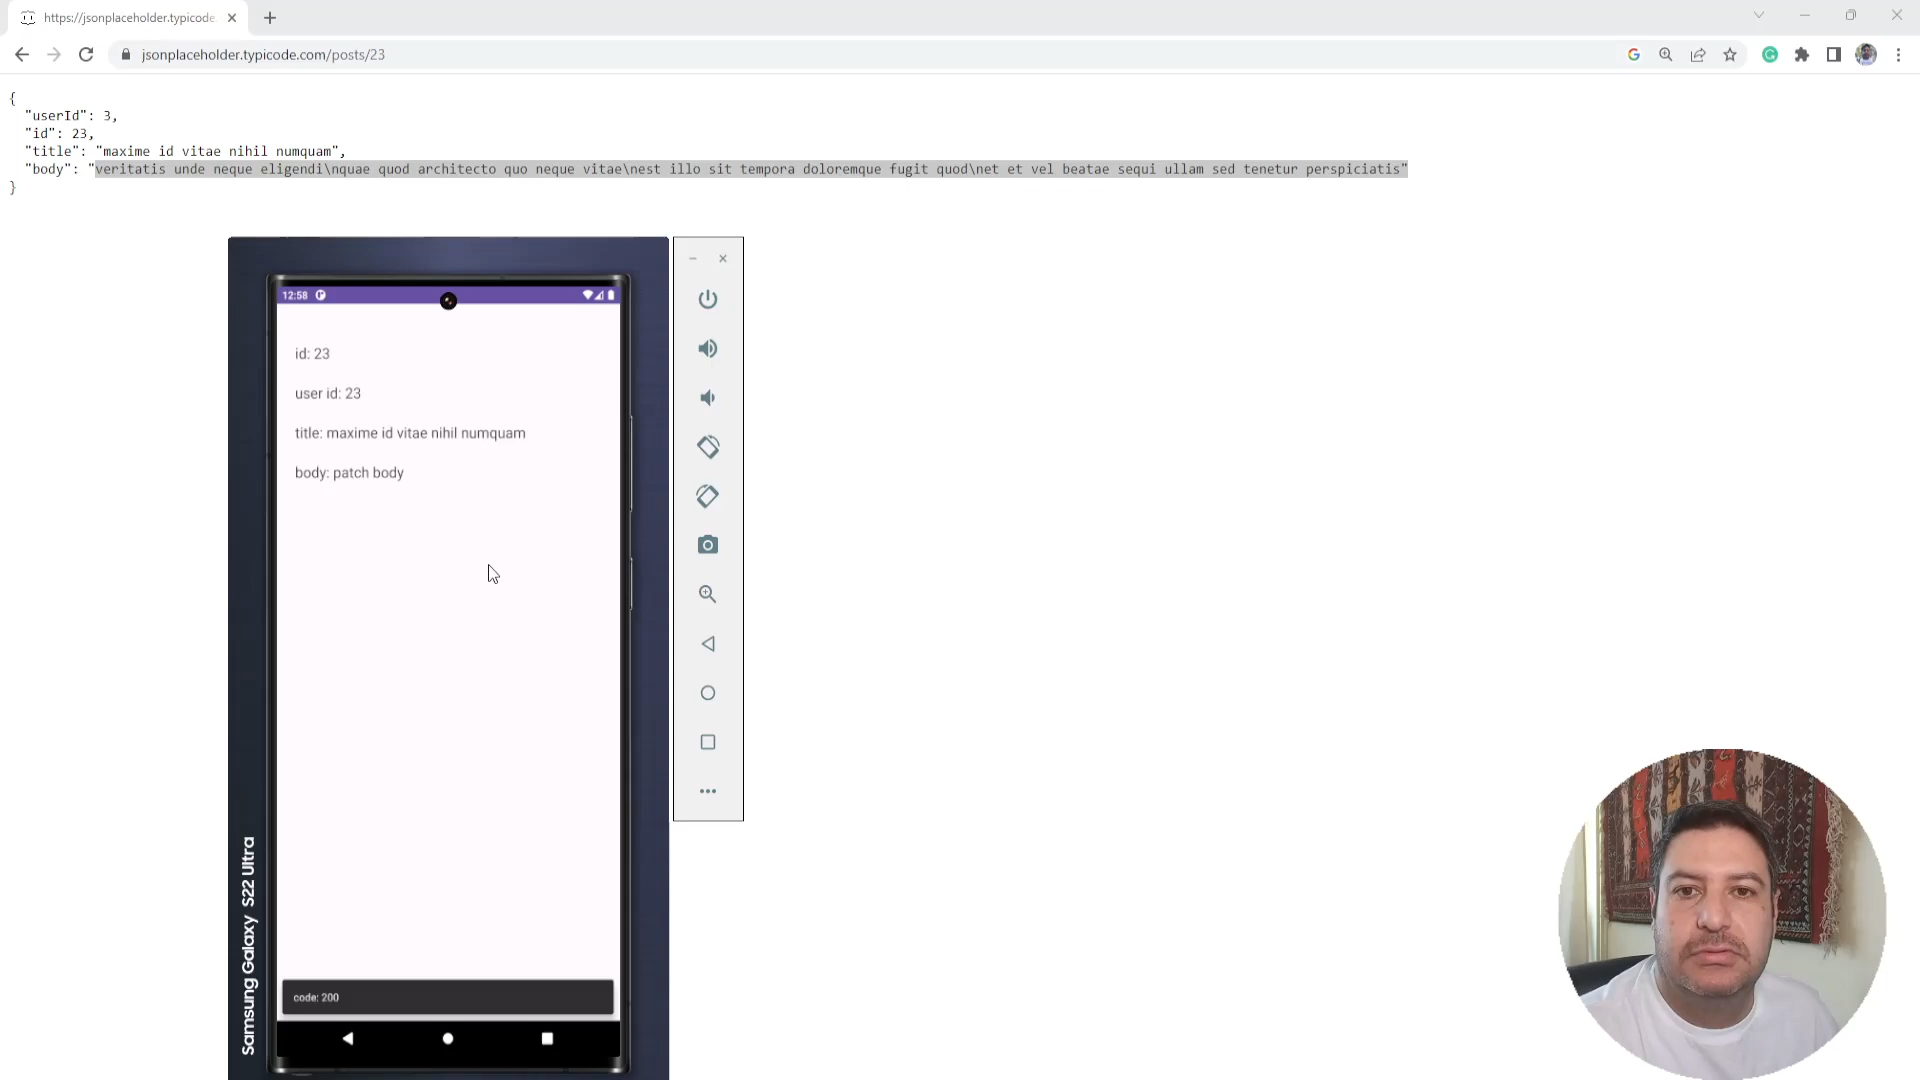 https://jsonplaceholder.typicode.
jsonplaceholder.typicode.com/posts/23
{
"userId": 3,
"id": 23,
"title": "maxime id vitae nihil numquam",
"body": "veritatis unde neque eligendi\nquae quod architecto quo neque vitae\nest illo sit tempora doloremque fugit quod\net et vel beatae sequi ullam sed tenetur perspiciatis"
}
12:58
id: 23
user id: 23
title: maxime id vitae nihil numquam
body: patch body
code: 200
Samsung Galaxy S22 Ultra